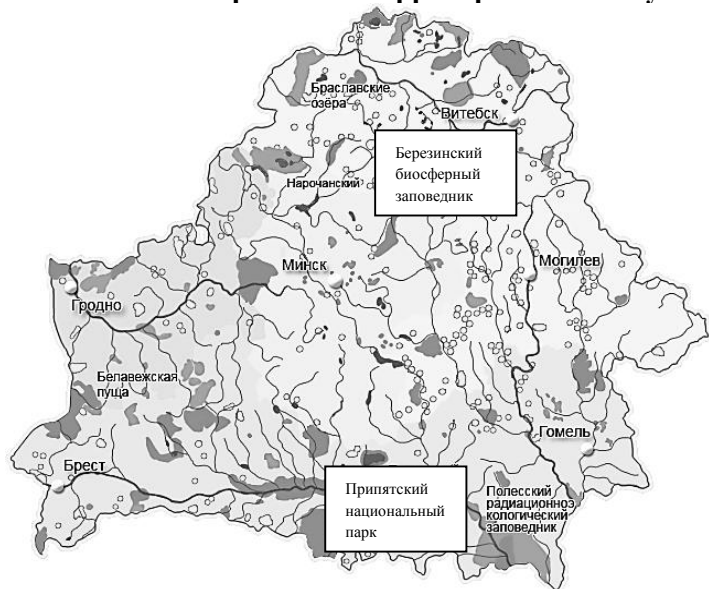 Браславские
озёра
Витебск
Березинский
биосферный
заповедник
Нарочанский
Минск
Могилев
Гродно
Белавежская
пуща
Гомель
Брест
Припятский
национальный
парк
Полесский
радиационноэ
кологический
заповедник